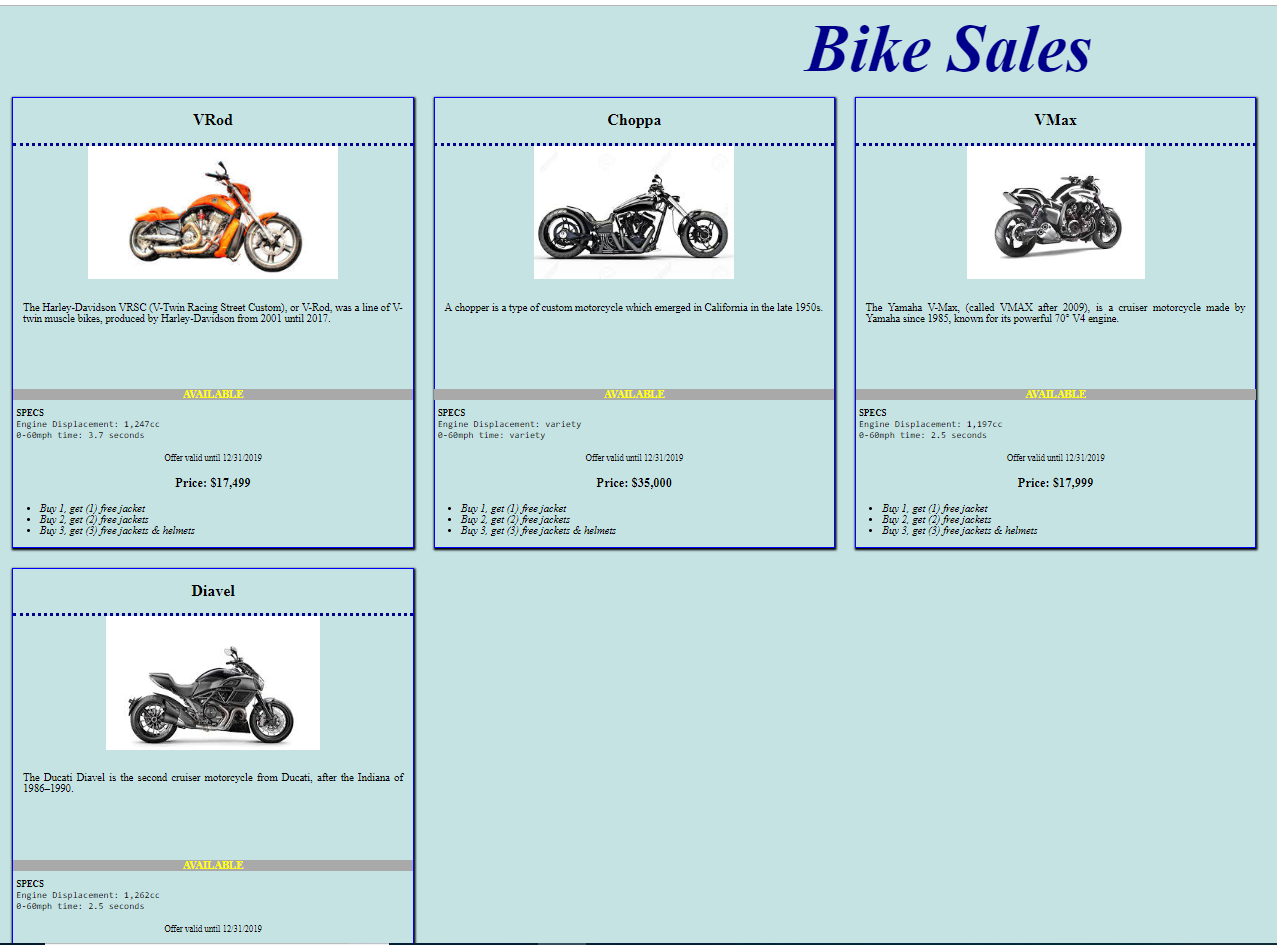 Bike Sales
VRod
The Harley-Davidson VRSC (V-Twin Racing Street Custom), or V-Rod, was a line of V-
twin muscle bikes, produced by Harley-Davidson from 2001 until 2017.
AVAILABLE
SPECS
Engine Displacement: 1,247cc
0-60mph time: 3.7 seconds
Offer valid until 12/31/2019
Price: $17,499
Buy 1, get (1) free jacket
Buy 2, get (2) free jackets
Buy 3, get (3) free jackets & helmets
Choppa
A chopper is a type of custom motorcycle which emerged in California in the late 1950s.
AVAILABLE
SPECS
Engine Displacement: variety
0-60mph time: variety
Offer valid until 12/31/2019
Price: $35,000
Buy 1, get (1) free jacket
Buy 2, get (2) free jackets
Buy 3, get (3) free jackets & helmets
VMax
The Yamaha V-Max, (called VMAX after 2009), is a cruiser motorcycle made by
Yamaha since 1985, known for its powerful 70° V4 engine.
AVAILABLE
SPECS
Engine Displacement: 1,197cc
0-60mph time: 2.5 seconds
Offer valid until 12/31/2019
Price: $17,999
Buy 1, get (1) free jacket
Buy 2, get (2) free jackets
Buy 3, get (3) free jackets & helmets
Diavel
The Ducati Diavel is the second cruiser motorcycle from Ducati, after the Indiana of
1986–1990.
AVAILABLE
SPECS
Engine Displacement: 1,262cc
0-60mph time: 2.5 seconds
Offer valid until 12/31/2019